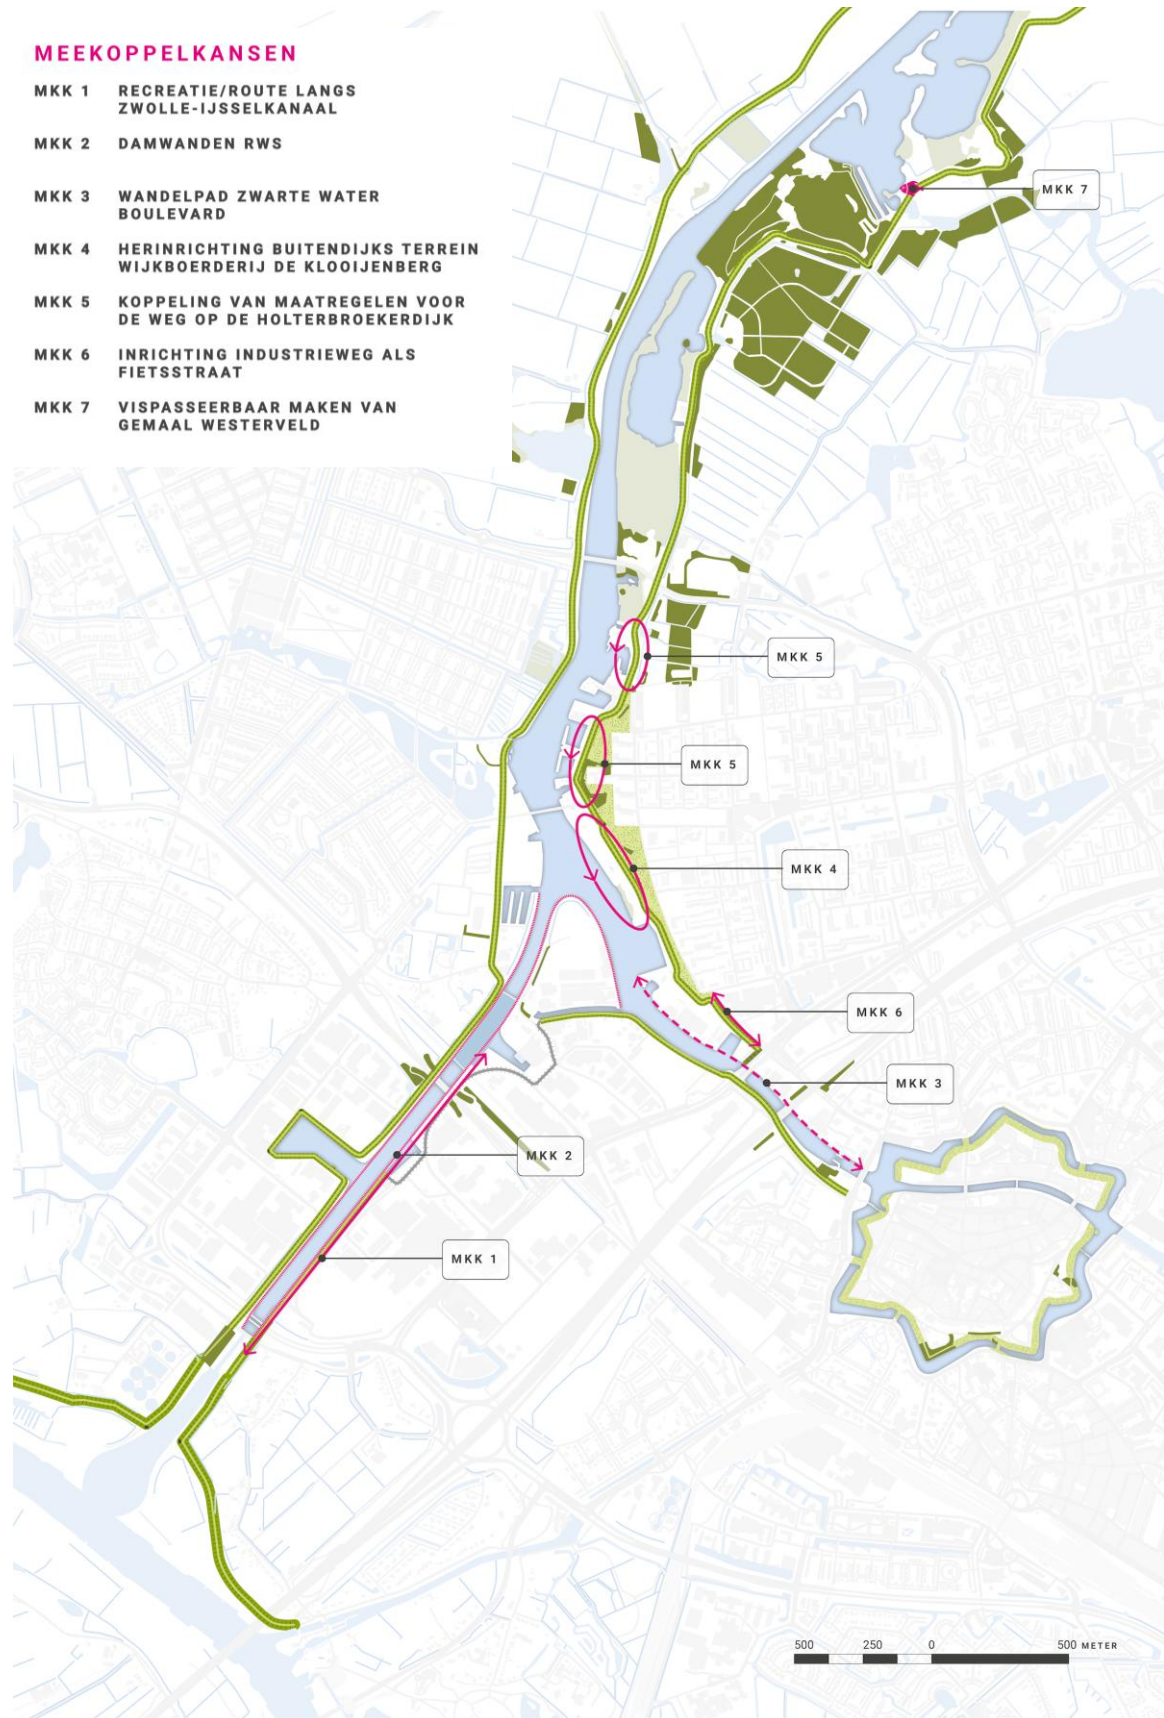 MEEKOPPELKANSEN
MKK 1 RECREATIE/ROUTE LANGS
ZWOLLE-IJSSELKANAAL
MKK 2 DAMWANDEN RWS
MKK 3 WANDELPAD ZWARTE WATER
BOULEVARD
MKK 4 HERINRICHTING BUITENDIJKS TERREIN
WIJKBOERDERIJ DE KLOOIJENBERG
MKK 5 KOPPELING VAN MAATREGELEN VOOR
DE WEG OP DE HOLTERBROEKERDIJK
MKK 6 INRICHTING INDUSTRIEWEG ALS
FIETSSTRAAT
MKK 7 VISPASSEERBAAR MAKEN VAN
GEMAAL WESTERVELD
MKK 7
MKK 5
MKK 5
MKK 4
MKK 6
MKK 3
MKK 2
MKK 1
500 250 0 500 METER